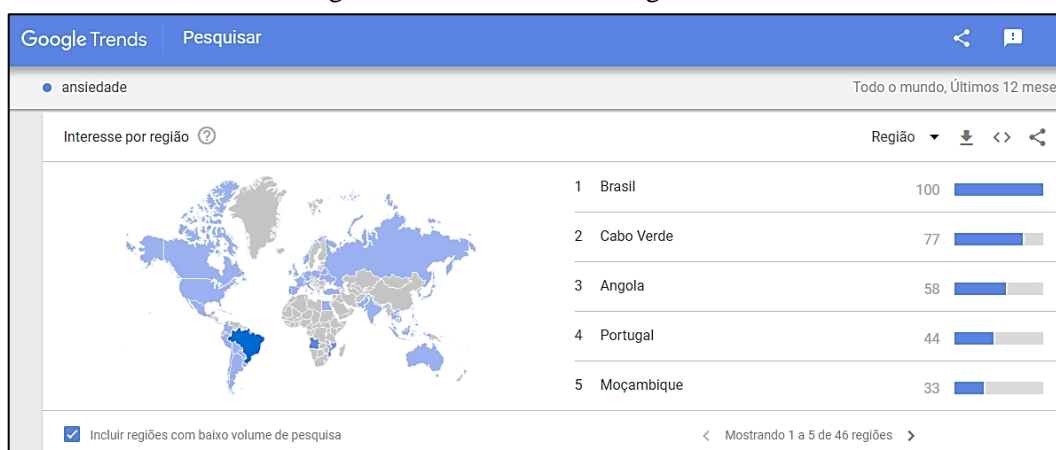 Google Trends Pesquisar
ansiedade Todo o mundo, Últimos 12 mese
Interesse por região Região
1 Brasil 100
2 Cabo Verde 77
3 Angola 58
4 Portugal 44
5 Moçambique 33
Incluir regiões com baixo volume de pesquisa Mostrando 1 a 5 de 46 regiões